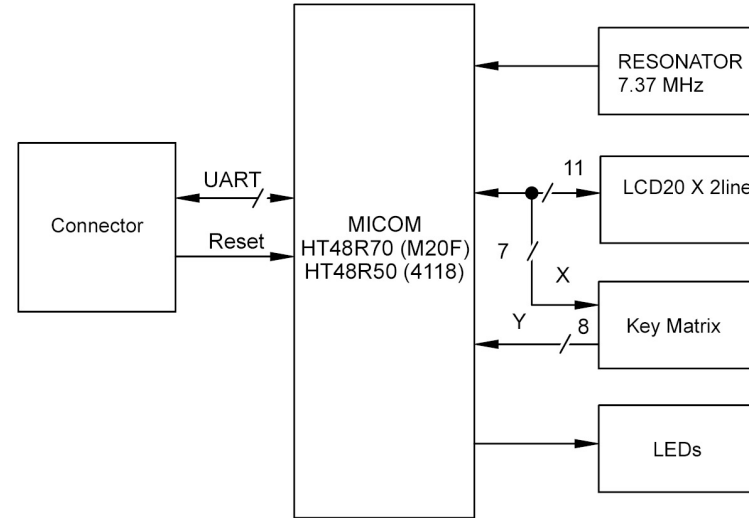 RESONATOR
7.37 MHz
UART
11
LCD20 X 2line
Connector
MICOM
HT48R70 (M20F)
HT48R50 (4118)
Reset
7
X
Y
8
Key Matrix
LEDs